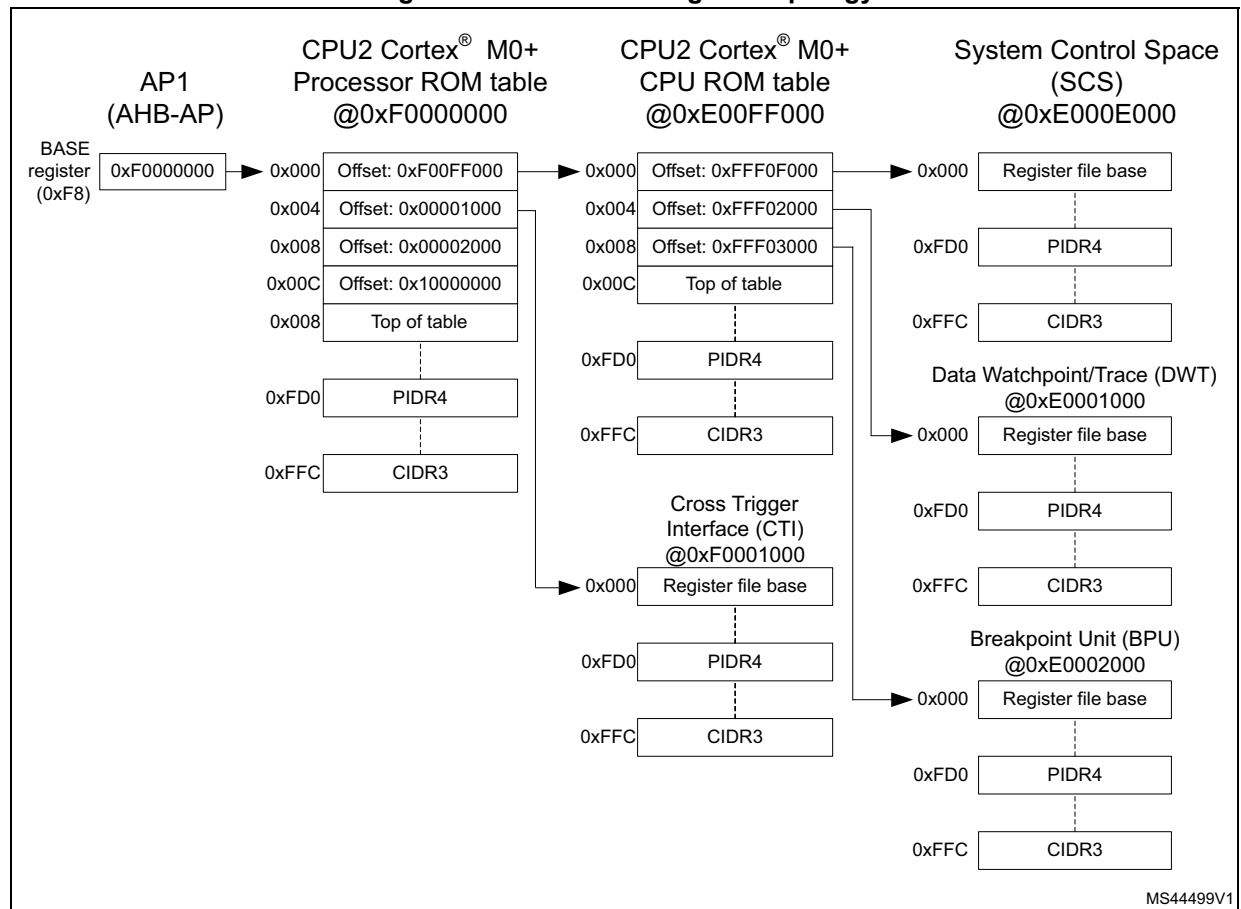 AP1
(AHB-AP)
BASE
register
(0xF8)
0xF0000000
CPU2 Cortex® M0+
Processor ROM table
@0xF0000000
0x000 Offset: 0xF00FF000
0x004 Offset: 0x00001000
0x008 Offset: 0x00002000
0x00C Offset: 0x10000000
0x008 Top of table
0xFD0 PIDR4
0xFFC CIDR3
CPU2 Cortex® M0+
CPU ROM table
@0xE00FF000
0x000 Offset: 0xFFF0F000
0x004 Offset: 0xFFF02000
0x008 Offset: 0xFFF03000
0x00C Top of table
0xFD0 PIDR4
0xFFC CIDR3
Cross Trigger
Interface (CTI)
@0xF0001000
0x000 Register file base
0xFD0 PIDR4
0xFFC CIDR3
System Control Space
(SCS)
@0xE000E000
0x000 Register file base
0xFD0 PIDR4
0xFFC CIDR3
Data Watchpoint/Trace (DWT)
@0xE0001000
0x000 Register file base
0xFD0 PIDR4
0xFFC CIDR3
Breakpoint Unit (BPU)
@0xE0002000
0x000 Register file base
0xFD0 PIDR4
0xFFC CIDR3
MS44499V1